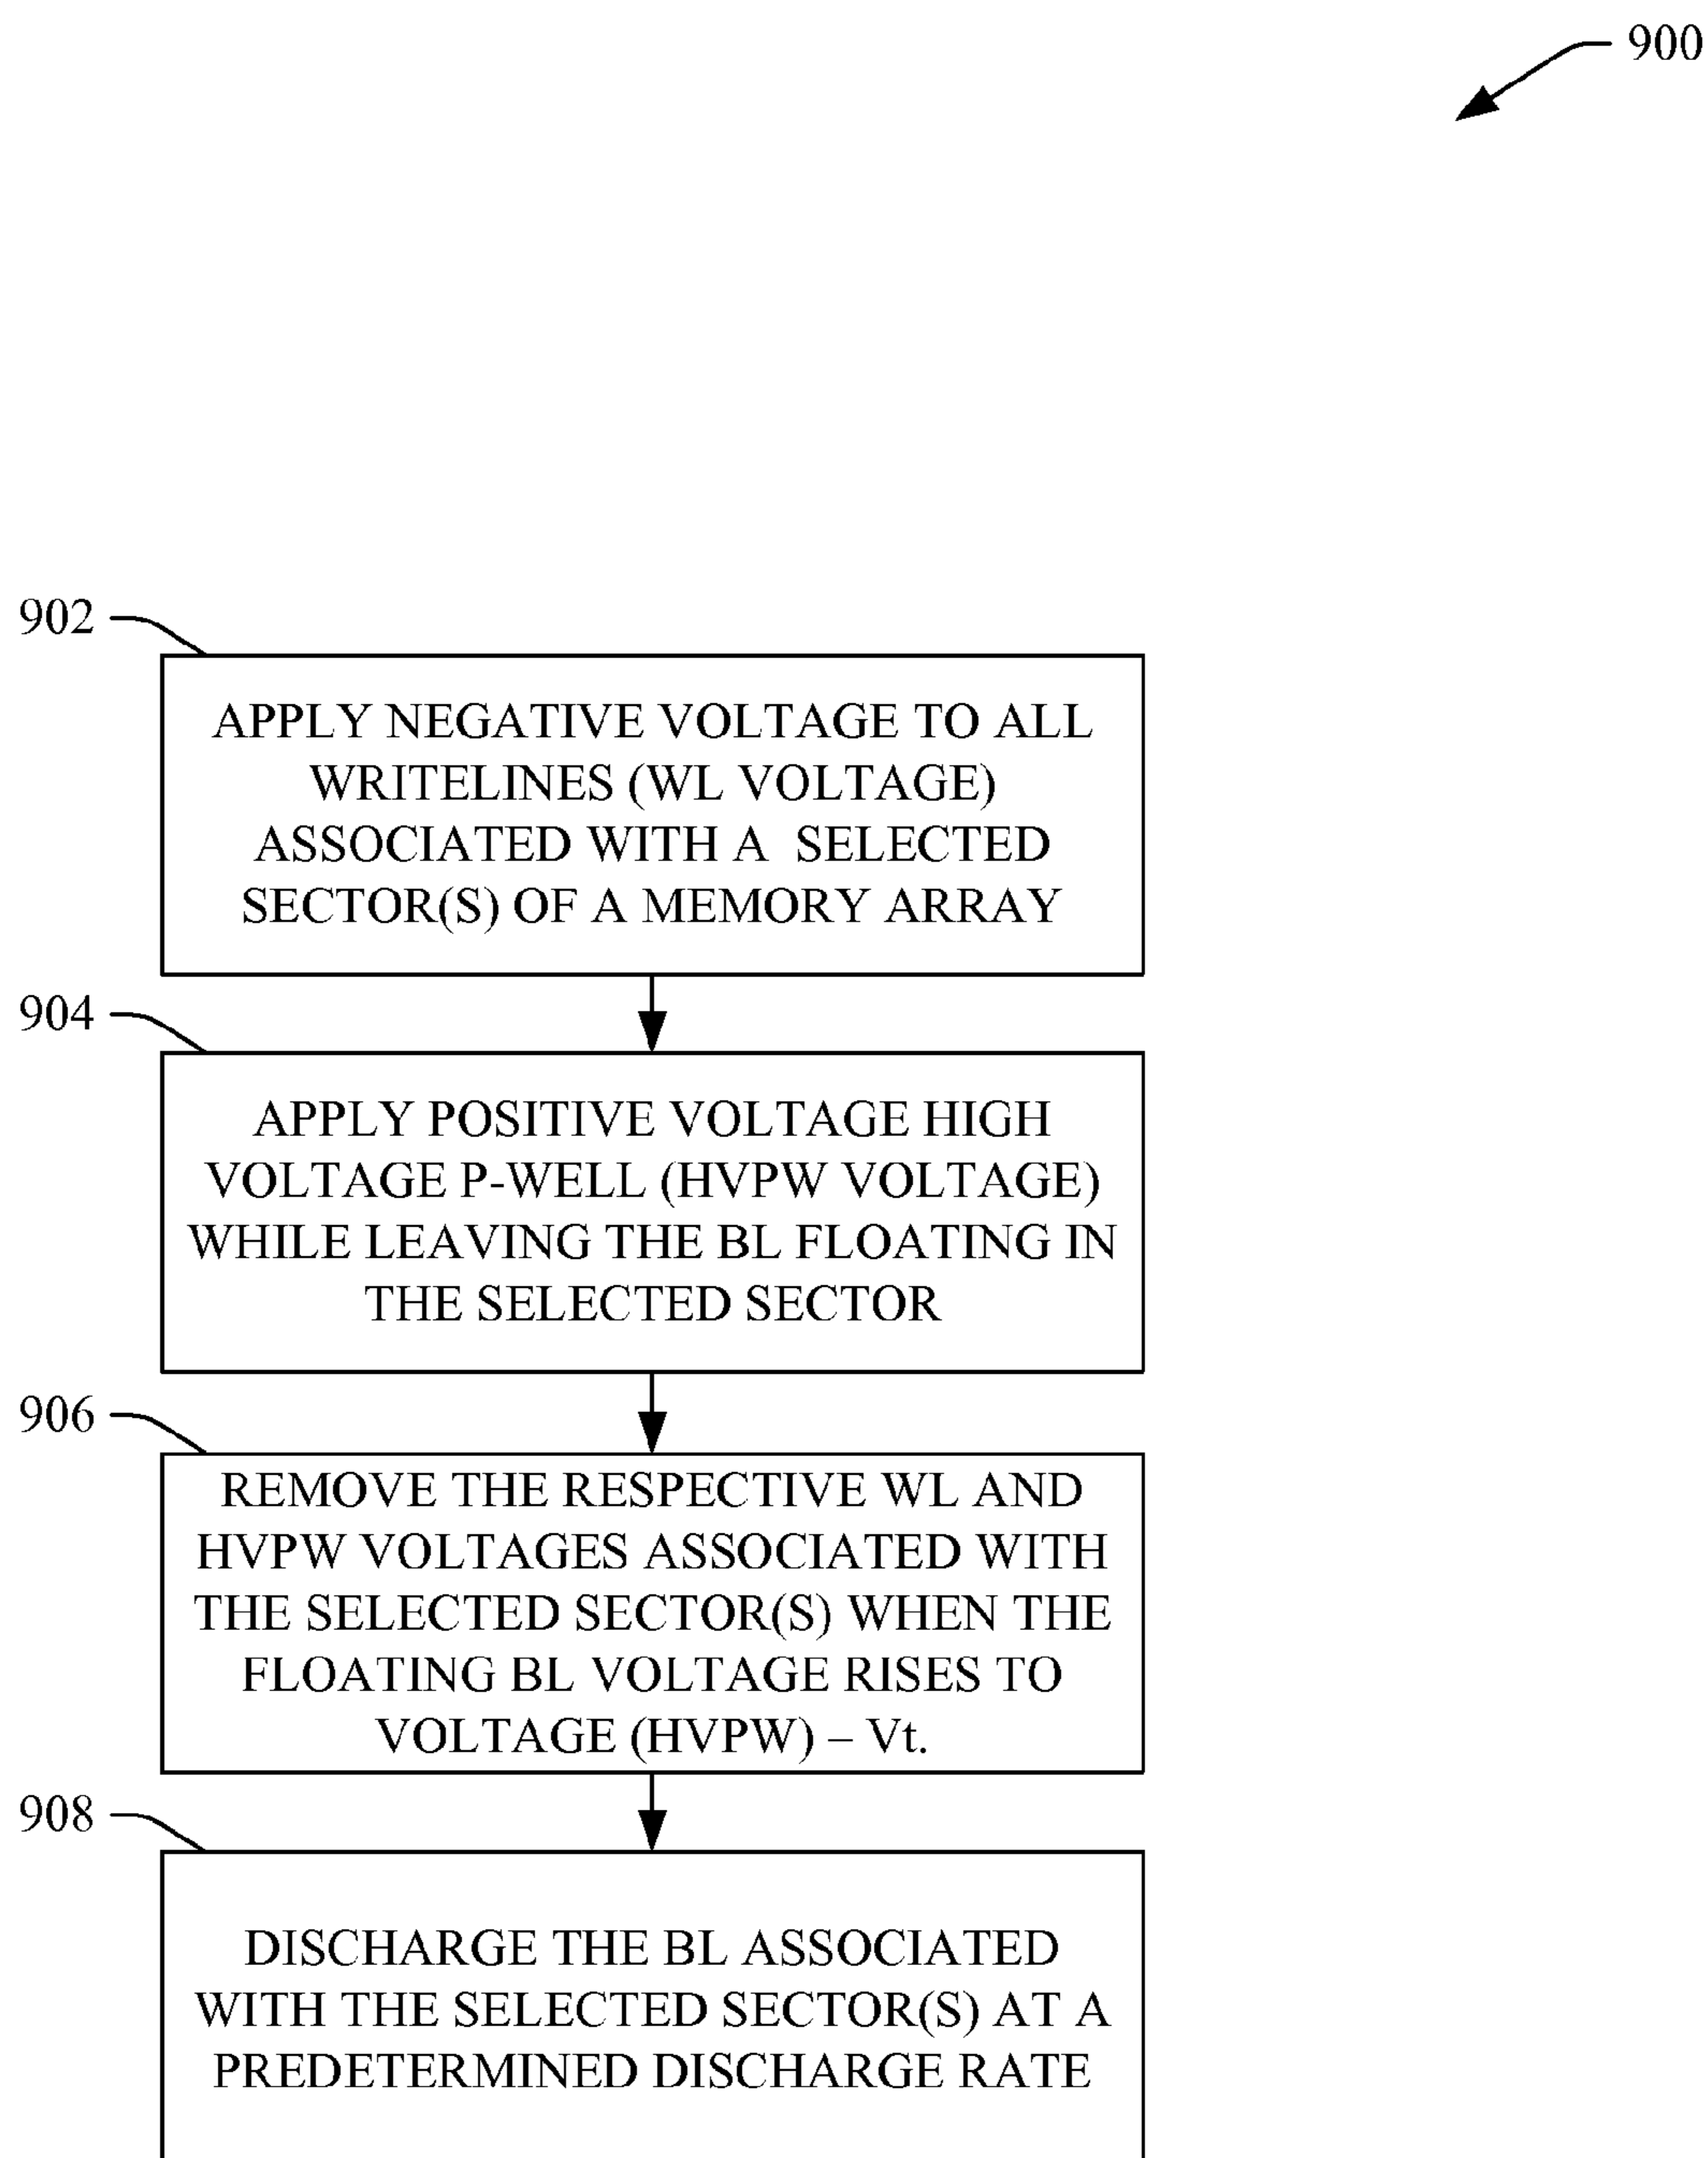 900
902
APPLY NEGATIVE VOLTAGE TO ALL
WRITELINES (WL VOLTAGE)
ASSOCIATED WITH A SELECTED
SECTOR(S) OF A MEMORY ARRAY
904
APPLY POSITIVE VOLTAGE HIGH
VOLTAGE P-WELL (HVPW VOLTAGE)
WHILE LEAVING THE BL FLOATING IN
THE SELECTED SECTOR
906
REMOVE THE RESPECTIVE WL AND
HVPW VOLTAGES ASSOCIATED WITH
THE SELECTED SECTOR(S) WHEN THE
FLOATING BL VOLTAGE RISES TO
VOLTAGE (HVPW) – Vt.
908
DISCHARGE THE BL ASSOCIATED
WITH THE SELECTED SECTOR(S) AT A
PREDETERMINED DISCHARGE RATE